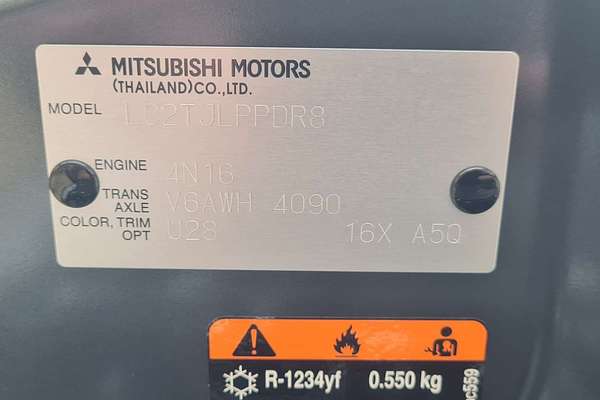 MITSUBISHI MOTORS
(THAILAND)CO.,LTD.
MODEL LC2TJLPPDR8
ENGINE 4N16
TRANS AXLE V6AWH 4090
COLOR, TRIM OPT U28 16X A5Q
R-1234yf 0.550 kg
c559